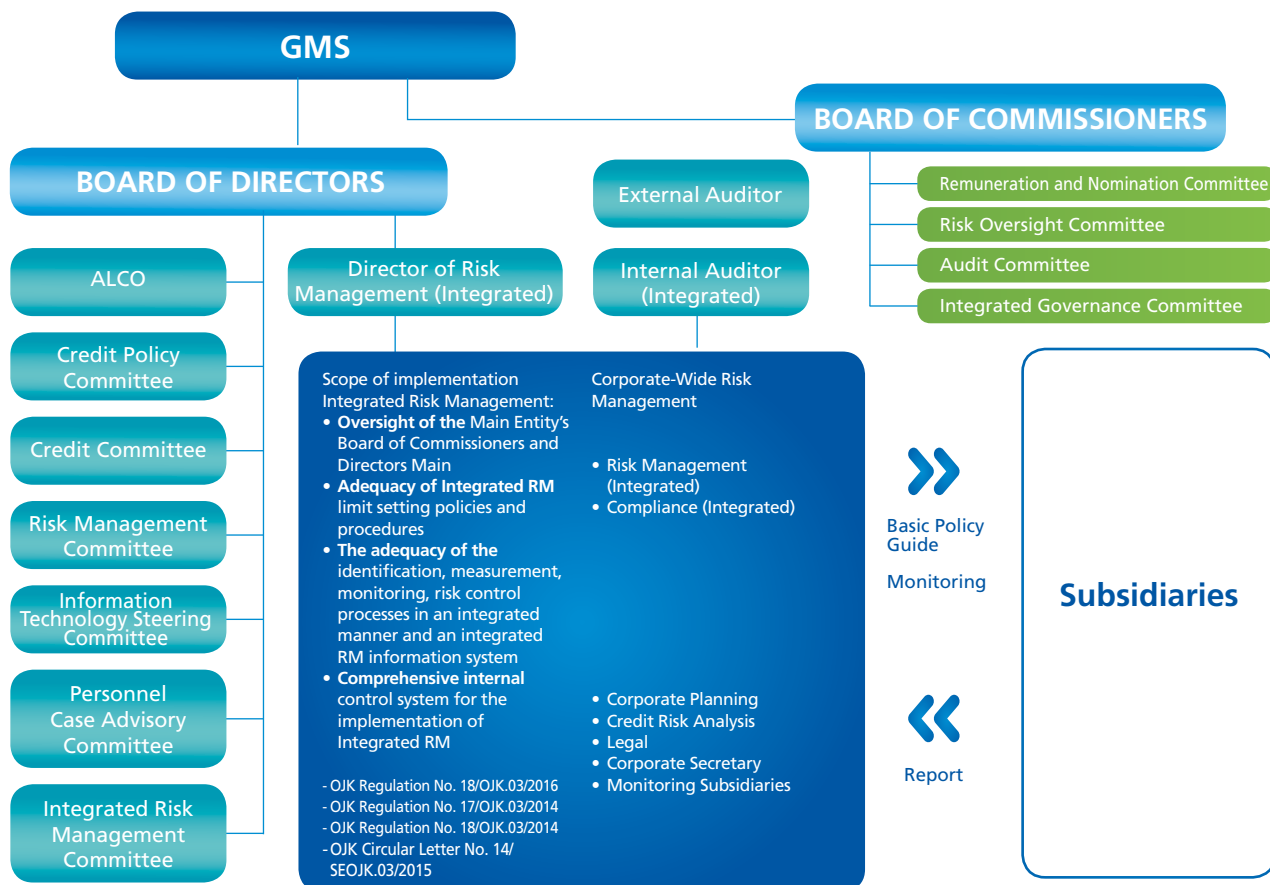 GMS
BOARD OF COMMISSIONERS
Remuneration and Nomination Committee
Risk Oversight Committee
Audit Committee
Integrated Governance Committee
BOARD OF DIRECTORS
External Auditor
ALCO
Credit Policy
Committee
Credit Committee
Risk Management
Committee
Information
Technology Steering
Committee
Personnel
Case Advisory
Committee
Integrated Risk
Management
Committee
Director of Risk
Management (Integrated)
Internal Auditor
(Integrated)
Scope of implementation
Integrated Risk Management:
• Oversight of the Main Entity’s
Board of Commissioners and
Directors Main
• Adequacy of Integrated RM
limit setting policies and
procedures
• The adequacy of the
identification, measurement,
monitoring, risk control
processes in an integrated
manner and an integrated
RM information system
• Comprehensive internal
control system for the
implementation of
Integrated RM
- OJK Regulation No. 18/OJK.03/2016
- OJK Regulation No. 17/OJK.03/2014
- OJK Regulation No. 18/OJK.03/2014
- OJK Circular Letter No. 14/
SEOJK.03/2015
Corporate-Wide Risk
Management
• Risk Management
(Integrated)
• Compliance (Integrated)
• Corporate Planning
• Credit Risk Analysis
• Legal
• Corporate Secretary
• Monitoring Subsidiaries
Basic Policy
Guide
Monitoring
Report
Subsidiaries